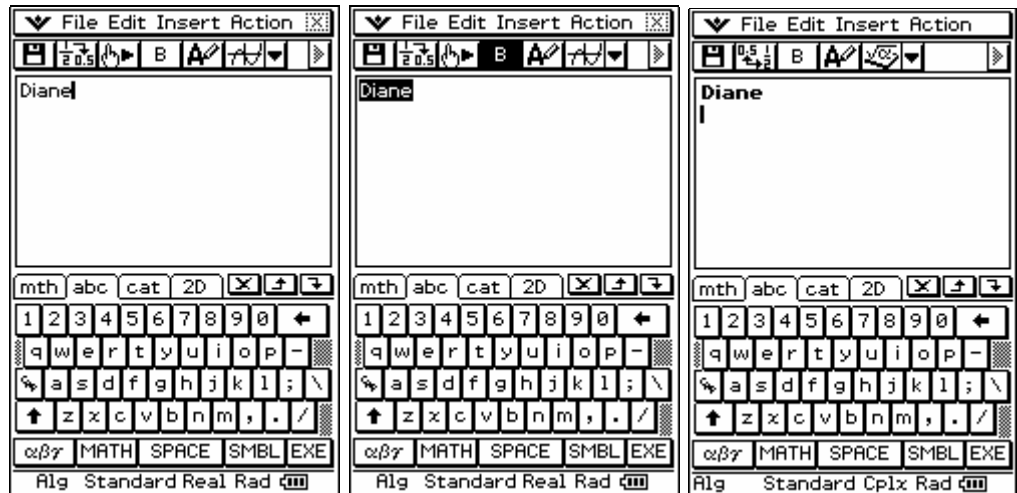 File Edit Insert Action
B A
Diane
mth abc cat 2D
1 2 3 4 5 6 7 8 9 0
q w e r t y u i o p -
a s d f g h j k l ; \
z x c v b n m , . /
αβγ MATH SPACE SMBL EXE
Alg Standard Real Rad
File Edit Insert Action
B A
Diane
mth abc cat 2D
1 2 3 4 5 6 7 8 9 0
q w e r t y u i o p -
a s d f g h j k l ; \
z x c v b n m , . /
αβγ MATH SPACE SMBL EXE
Alg Standard Real Rad
File Edit Insert Action
B A
Diane
mth abc cat 2D
1 2 3 4 5 6 7 8 9 0
q w e r t y u i o p -
a s d f g h j k l ; \
z x c v b n m , . /
αβγ MATH SPACE SMBL EXE
Alg Standard Cplx Rad